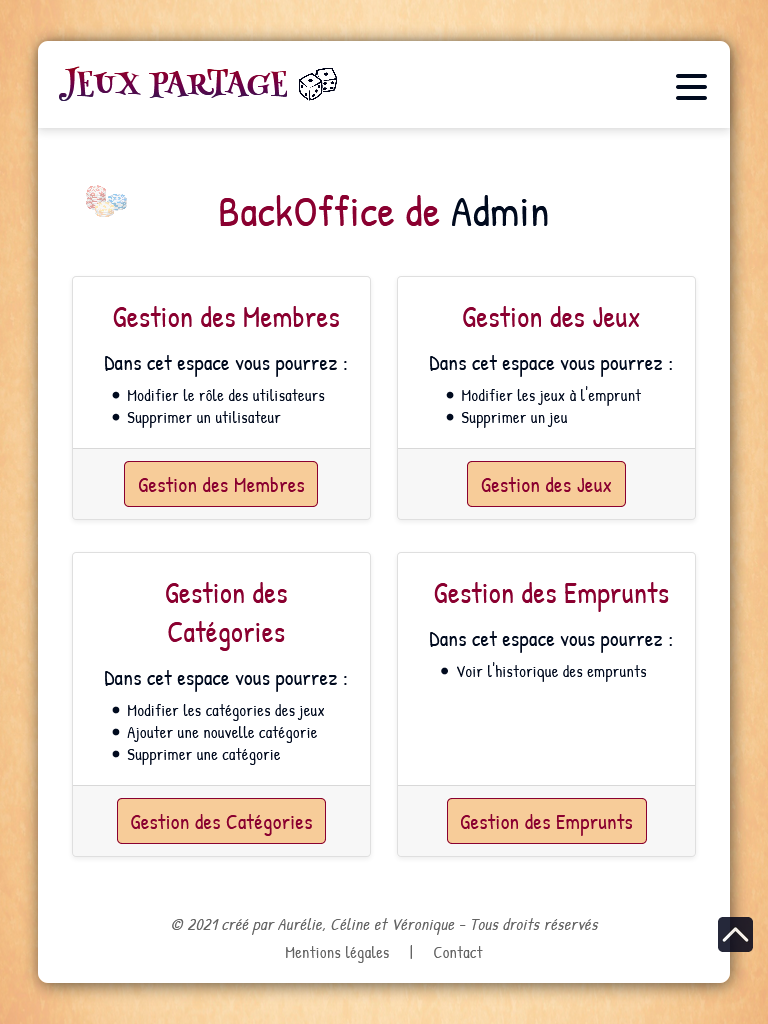 JEUX PARTAGE
BackOffice de Admin
Gestion des Membres
Dans cet espace vous pourrez :
• Modifier le rôle des utilisateurs
• Supprimer un utilisateur
Gestion des Membres
Gestion des Jeux
Dans cet espace vous pourrez :
• Modifier les jeux à l'emprunt
• Supprimer un jeu
Gestion des Jeux
Gestion des
Catégories
Dans cet espace vous pourrez :
• Modifier les catégories des jeux
• Ajouter une nouvelle catégorie
• Supprimer une catégorie
Gestion des Catégories
Gestion des Emprunts
Dans cet espace vous pourrez :
• Voir l'historique des emprunts
Gestion des Emprunts
© 2021 créé par Aurélie, Céline et Véronique - Tous droits réservés
Mentions légales | Contact